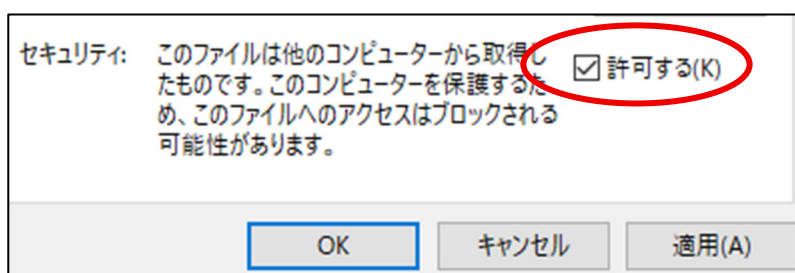 セキュリティ: このファイルは他のコンピューターから取得し
たものです。このコンピューターを保護するた
め、このファイルへのアクセスはブロックされる
可能性があります。
許可する(K)
OK キャンセル 適用(A)